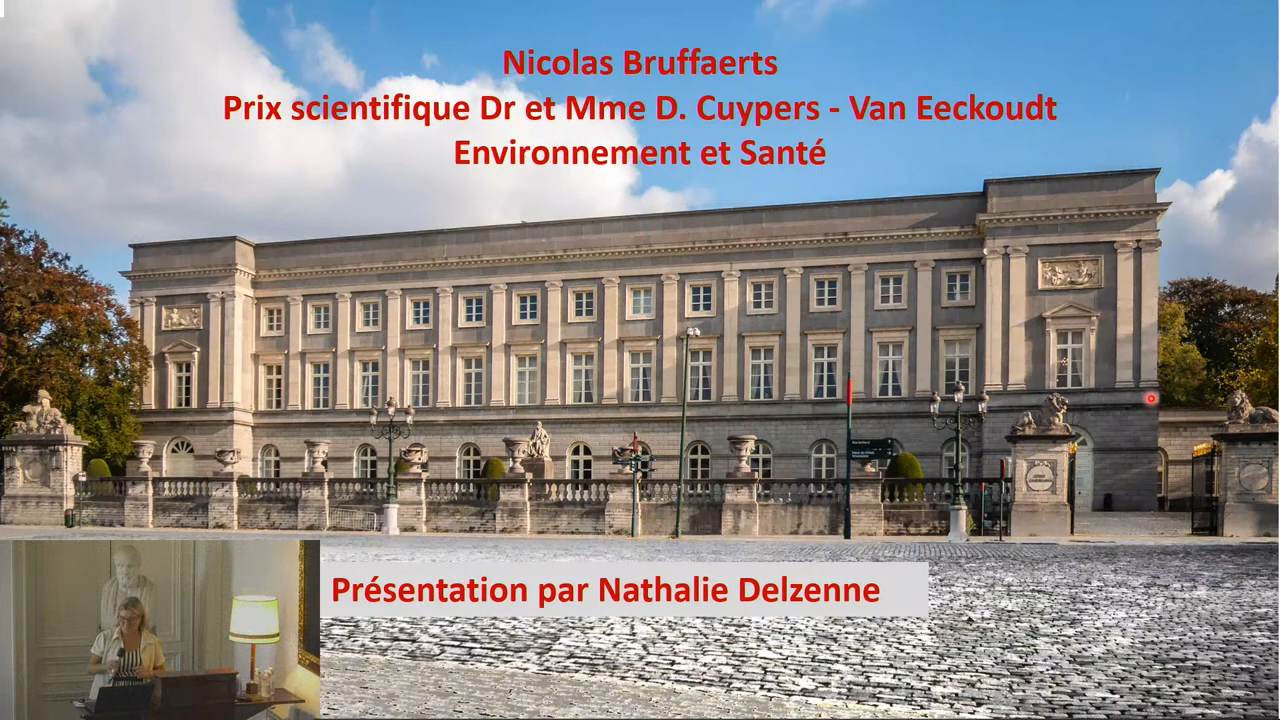 Nicolas Bruffaerts
Prix scientifique Dr et Mme D. Cuypers - Van Eeckoudt
Environnement et Santé
Présentation par Nathalie Delzenne